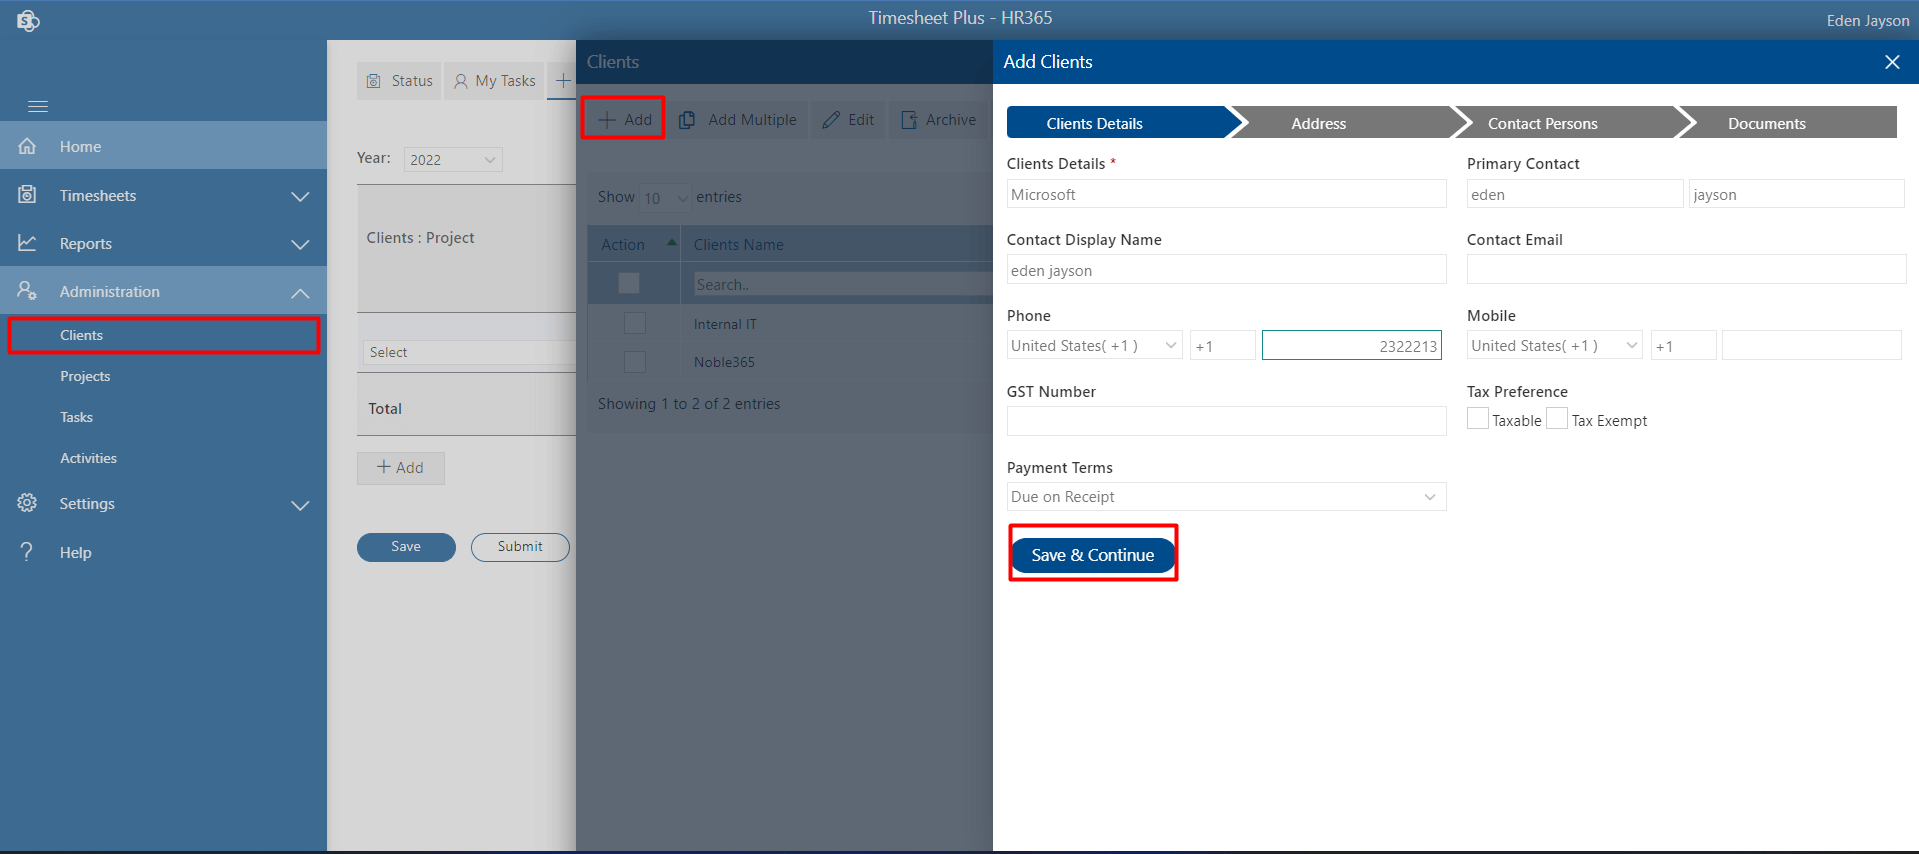 Timesheet Plus - HR365
Eden Jayson
Home
Timesheets
Reports
Administration
Clients
Projects
Tasks
Activities
Settings
? Help
Status
My Tasks
Year: 2022
Clients : Project
Select
Total
+ Add
Save
Submit
Clients
+ Add
Add Multiple
Edit
Archive
Show 10 entries
Action
Clients Name
Search..
Internal IT
Noble365
Showing 1 to 2 of 2 entries
Add Clients
Clients Details
Address
Contact Persons
Documents
Clients Details *
Microsoft
Primary Contact
eden
jayson
Contact Display Name
eden jayson
Contact Email
Phone
United States( +1 )
+1
2322213
Mobile
United States( +1 )
+1
GST Number
Tax Preference
Taxable
Tax Exempt
Payment Terms
Due on Receipt
Save & Continue